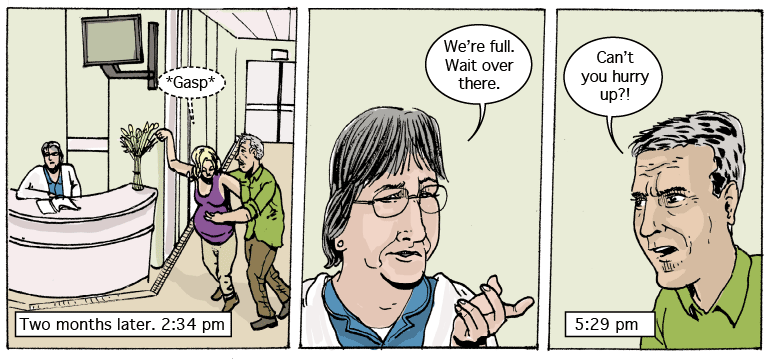 *Gasp*
Two months later. 2:34 pm
We're full.
Wait over
there.
Can't
you hurry
up?!
5:29 pm